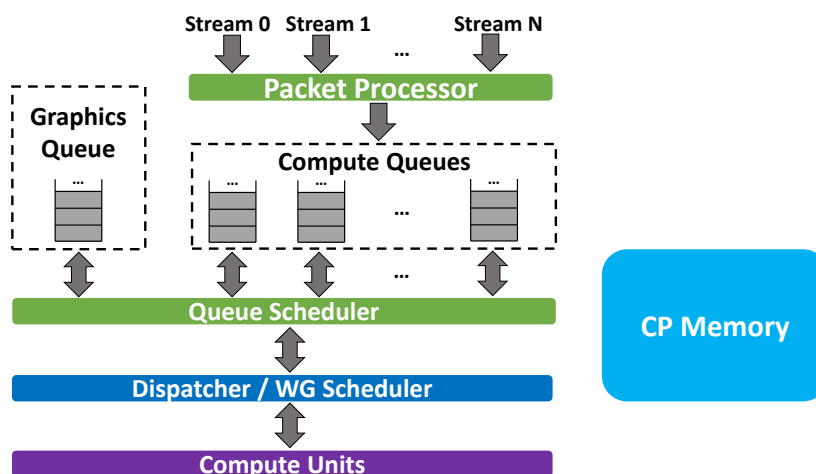 Stream 0 Stream 1 ... Stream N
Packet Processor
Graphics
Queue
Compute Queues
... ... ... ...
...
...
Queue Scheduler
CP Memory
Dispatcher / WG Scheduler
Compute Units